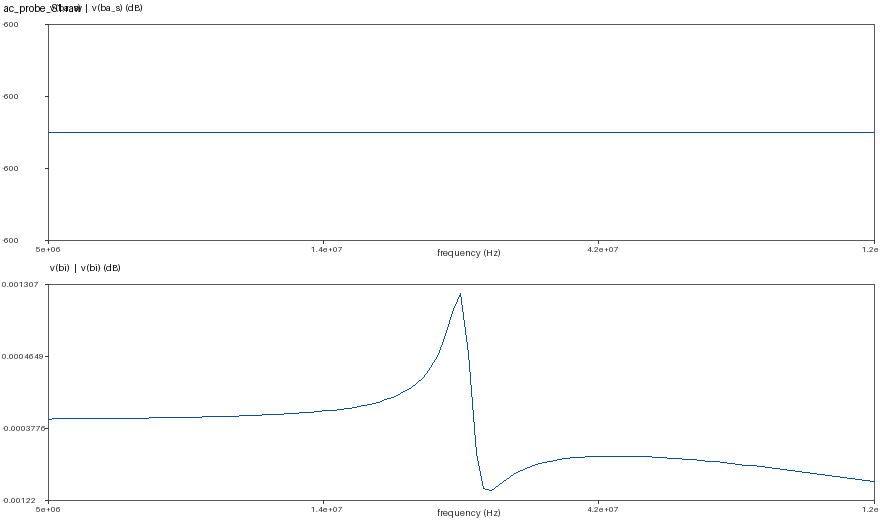 ac_probe_
| v(ba_s) (dB)
-600
-600
-600
-600
5e+06 1.4e+07 4.2e+07 1.2e
frequency (Hz)
v(bi) | v(bi) (dB)
0.001307
0.0004649
-0.0003776
-0.00122
5e+06 1.4e+07 4.2e+07 1.2e
frequency (Hz)